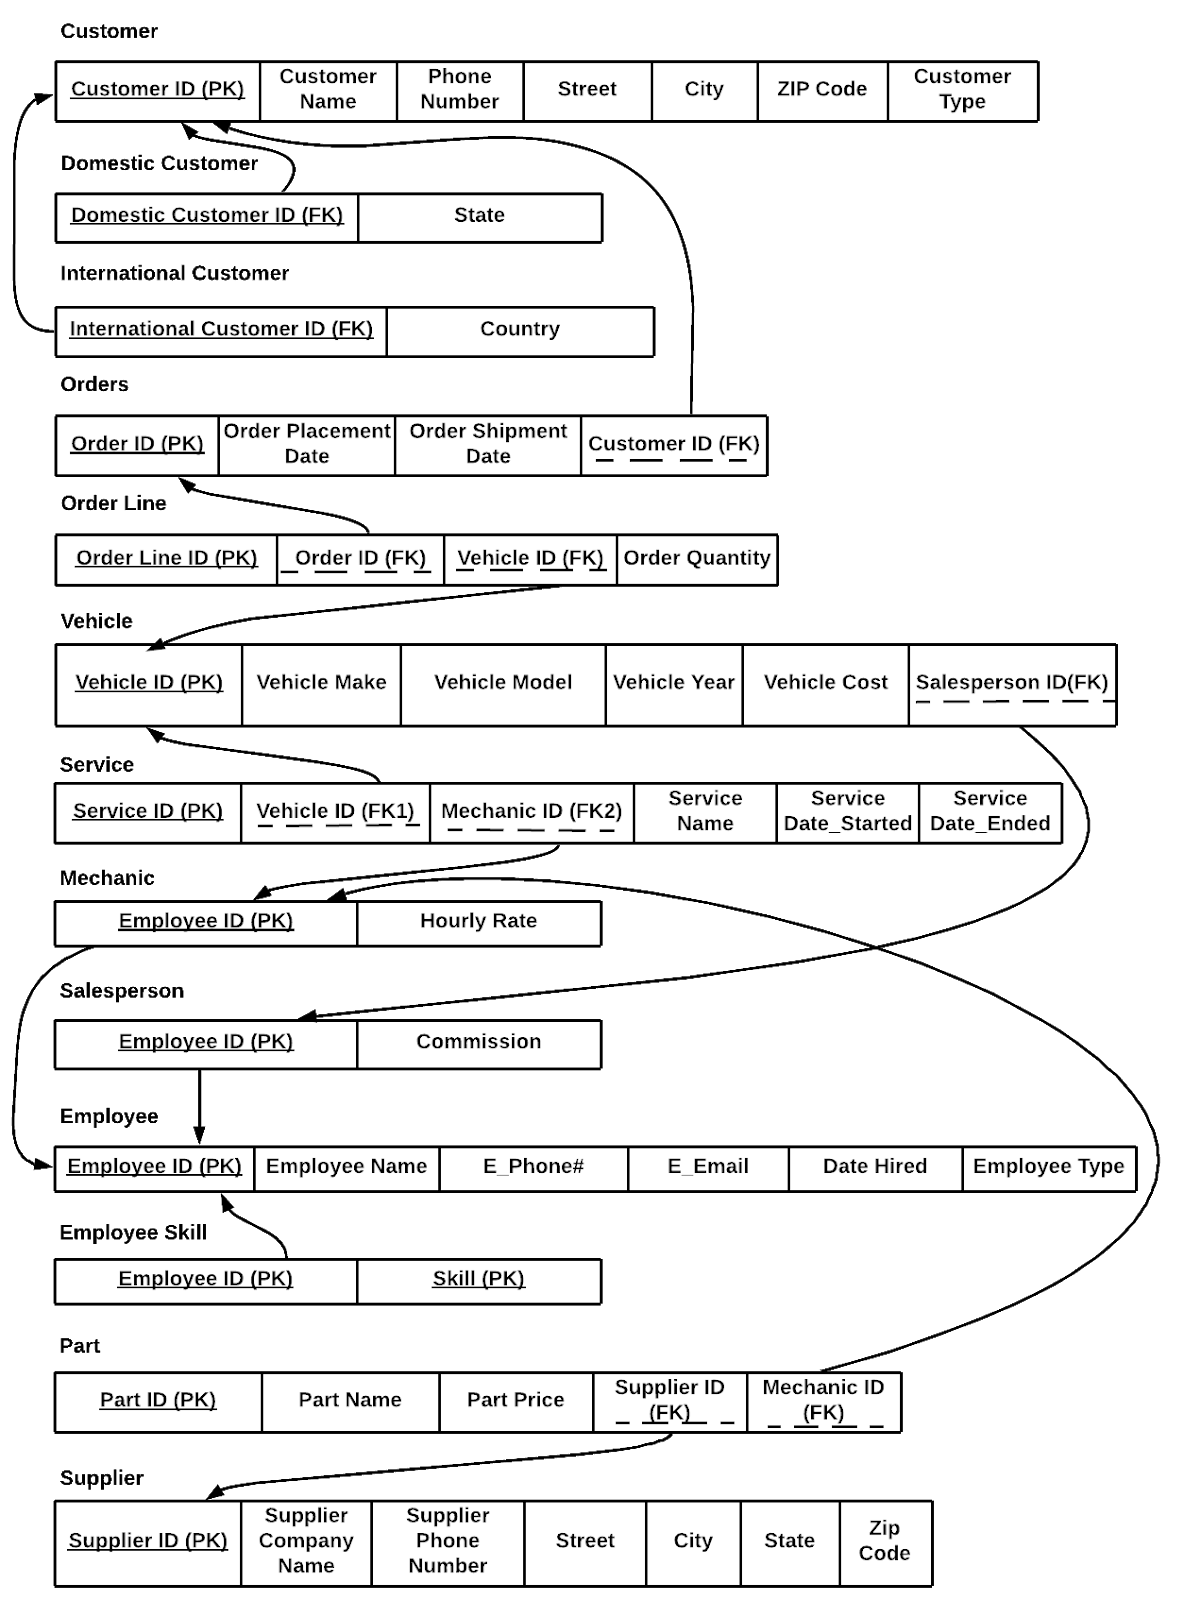 Customer
Customer ID (PK)
Customer Name
Phone Number
Street
City
ZIP Code
Customer Type
Domestic Customer
Domestic Customer ID (FK)
State
International Customer
International Customer ID (FK)
Country
Orders
Order ID (PK)
Order Placement Date
Order Shipment Date
Customer ID (FK)
Order Line
Order Line ID (PK)
Order ID (FK)
Vehicle ID (FK)
Order Quantity
Vehicle
Vehicle ID (PK)
Vehicle Make
Vehicle Model
Vehicle Year
Vehicle Cost
Salesperson ID(FK)
Service
Service ID (PK)
Vehicle ID (FK1)
Mechanic ID (FK2)
Service Name
Service Date_Started
Service Date_Ended
Mechanic
Employee ID (PK)
Hourly Rate
Salesperson
Employee ID (PK)
Commission
Employee
Employee ID (PK)
Employee Name
E_Phone#
E_Email
Date Hired
Employee Type
Employee Skill
Employee ID (PK)
Skill (PK)
Part
Part ID (PK)
Part Name
Part Price
Supplier ID (FK)
Mechanic ID (FK)
Supplier
Supplier ID (PK)
Supplier Company Name
Supplier Phone Number
Street
City
State
Zip Code